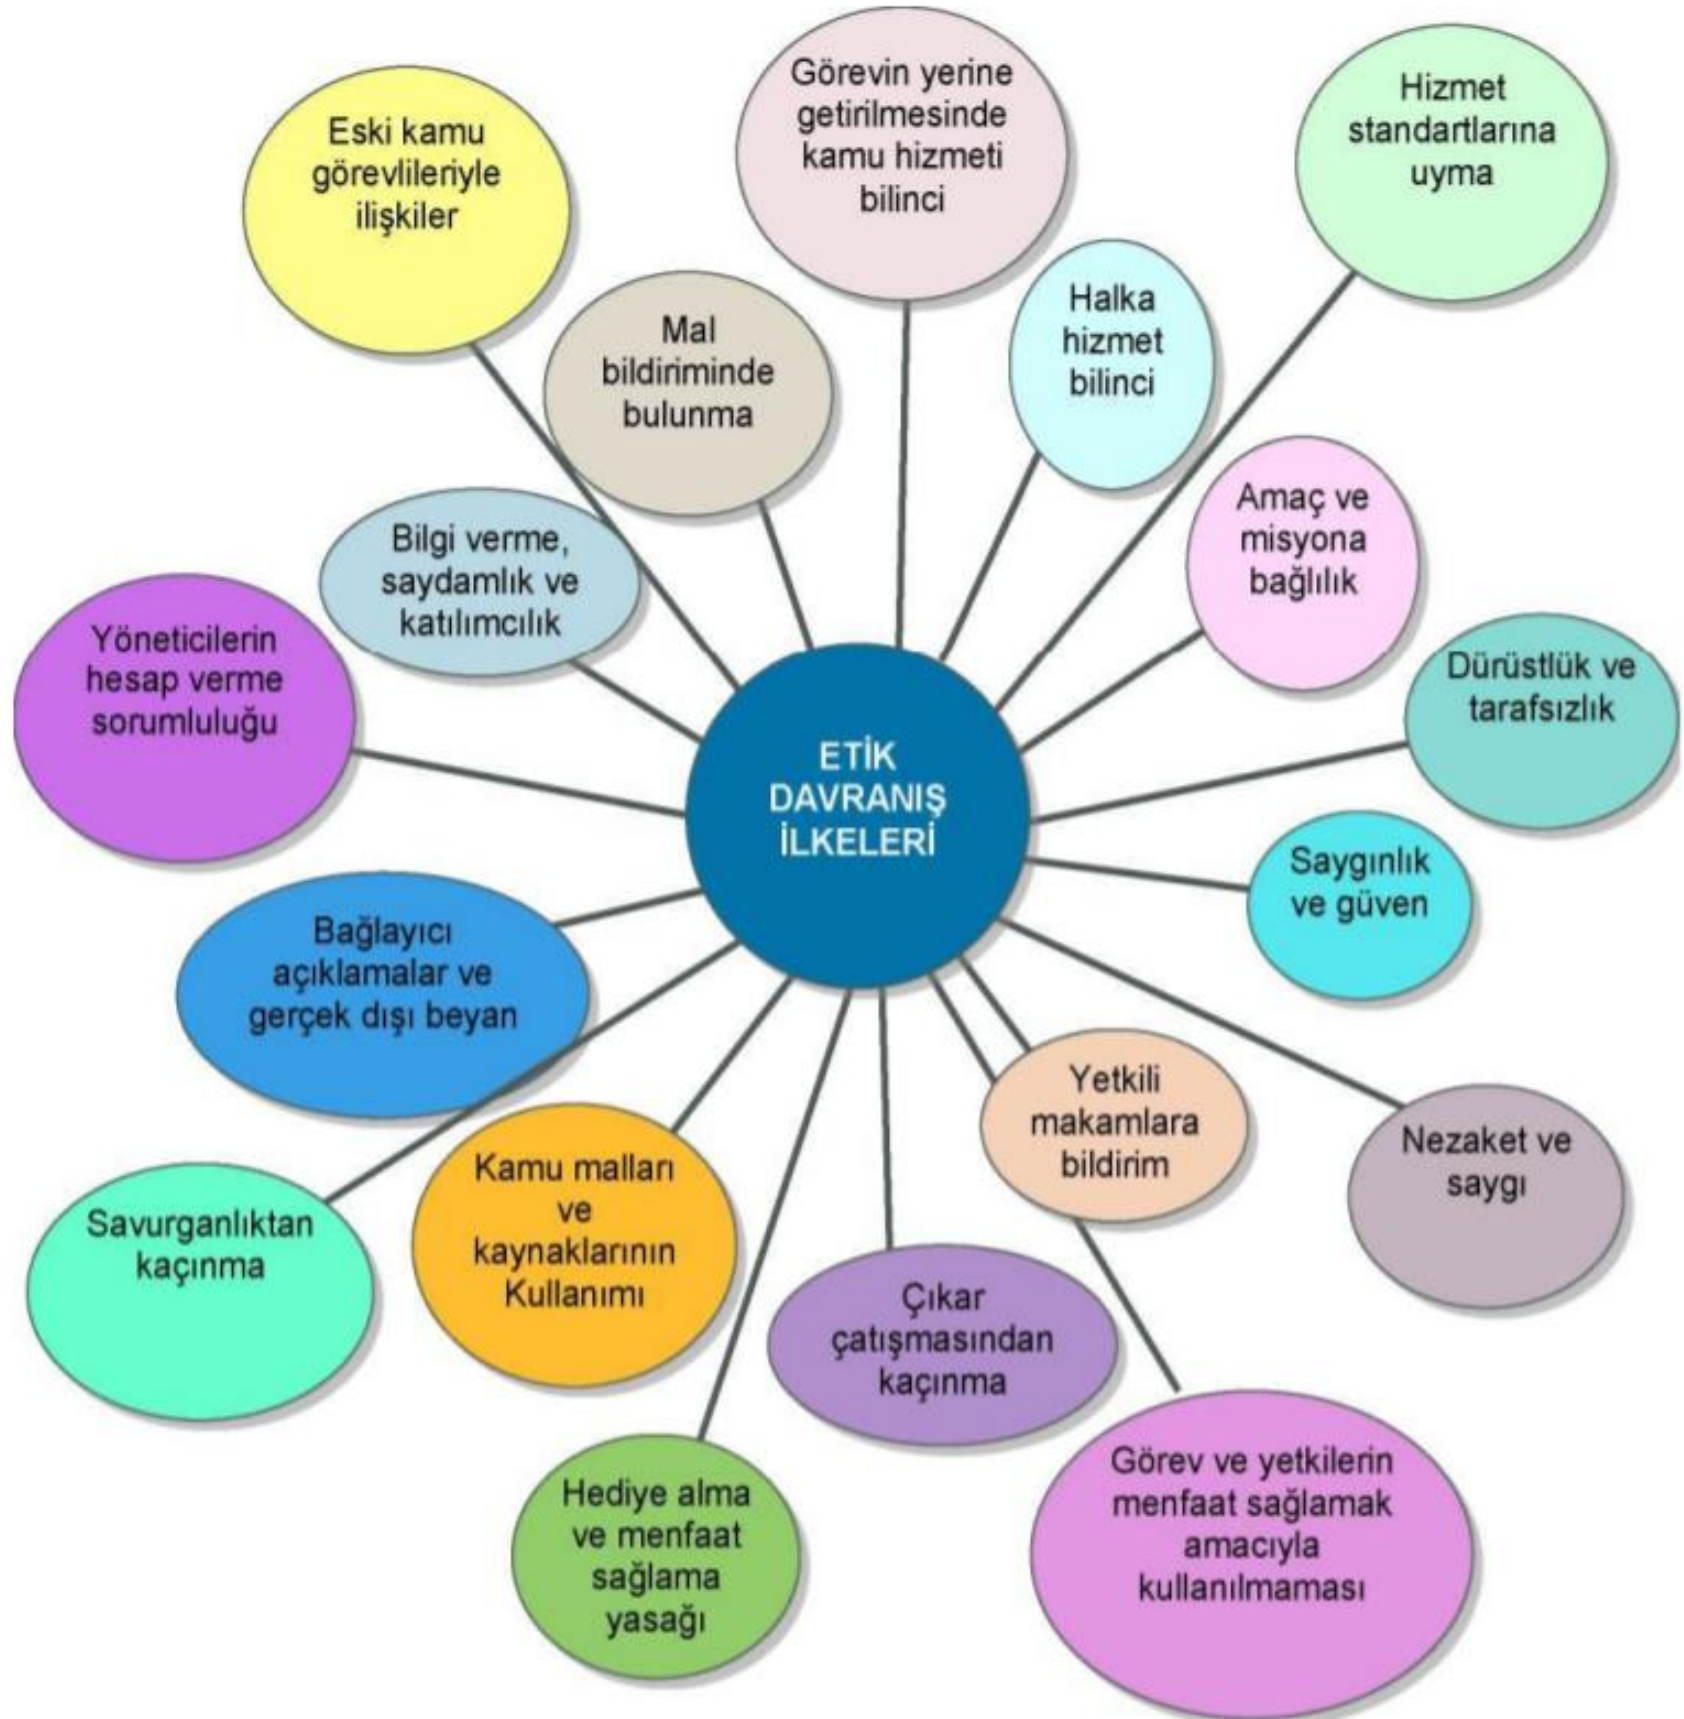 Görevin yerine
getirilmesinde
kamu hizmeti
bilinci
Hizmet
standartlarına
uyma
Eski kamu
görevlileriyle
ilişkiler
Halka
hizmet
bilinci
Mal
bildiriminde
bulunma
Amaç ve
misyona
bağlılık
Bilgi verme,
saydamlık ve
katılımcılık
Yöneticilerin
hesap verme
sorumluluğu
Dürüstlük ve
tarafsızlık
ETİK
DAVRANIŞ
İLKELERİ
Saygınlık
ve güven
Bağlayıcı
açıklamalar ve
gerçek dışı beyan
Yetkili
makamlara
bildirim
Nezaket ve
saygı
Kamu malları
ve
kaynaklarının
Kullanımı
Savurganlıktan
kaçınma
Çıkar
çatışmasından
kaçınma
Görev ve yetkilerin
menfaat sağlamak
amacıyla
kullanılmaması
Hediye alma
ve menfaat
sağlama
yasağı